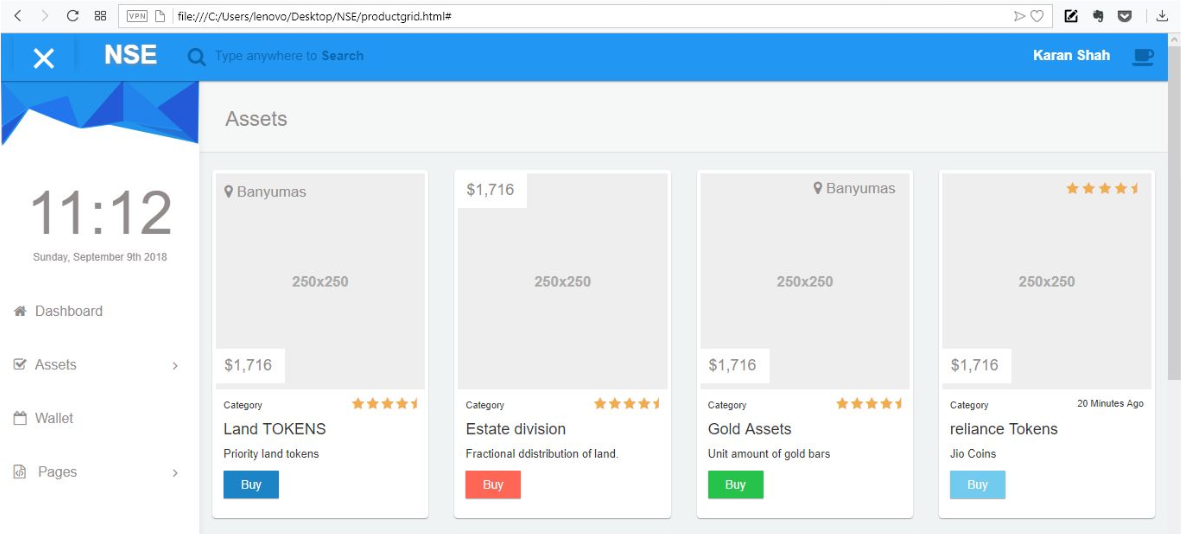 VPN file:///C:/Users/lenovo/Desktop/NSE/productgrid.html#
NSE Type anywhere to Search Karan Shah
Assets
11:12
Sunday, September 9th 2018
Dashboard
Assets
Wallet
Pages
Banyumas
250x250
$1,716
Category
Land TOKENS
Priority land tokens
Buy
$1,716
250x250
Category
Estate division
Fractional ddistribution of land.
Buy
Banyumas
250x250
$1,716
Category
Gold Assets
Unit amount of gold bars
Buy
250x250
$1,716
Category 20 Minutes Ago
reliance Tokens
Jio Coins
Buy